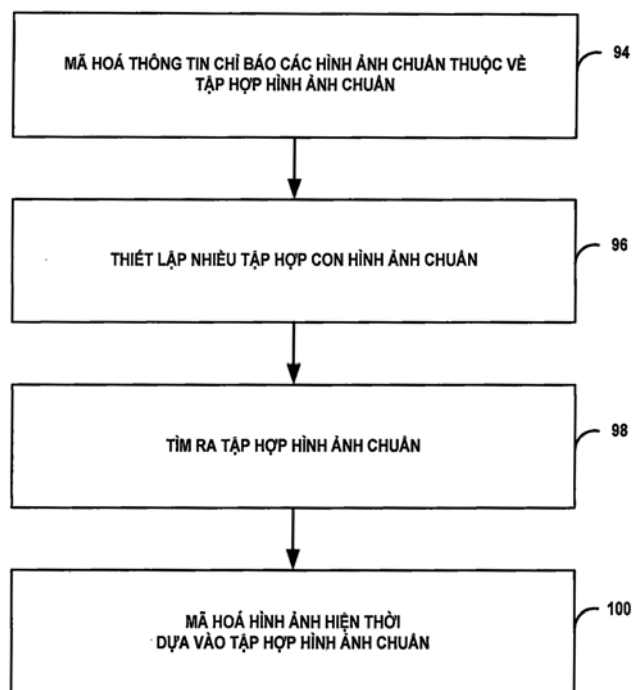 MÃ HOÁ THÔNG TIN CHỈ BÁO CÁC HÌNH ẢNH CHUẨN THUỘC VỀ
TẬP HỢP HÌNH ẢNH CHUẨN
94
THIẾT LẬP NHIỀU TẬP HỢP CON HÌNH ẢNH CHUẨN
96
TÌM RA TẬP HỢP HÌNH ẢNH CHUẨN
98
MÃ HOÁ HÌNH ẢNH HIỆN THỜI
DỰA VÀO TẬP HỢP HÌNH ẢNH CHUẨN
100